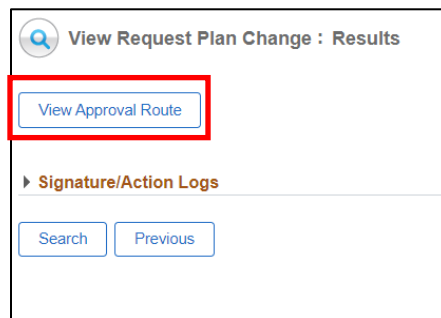 View Request Plan Change : Results
View Approval Route
Signature/Action Logs
Search Previous